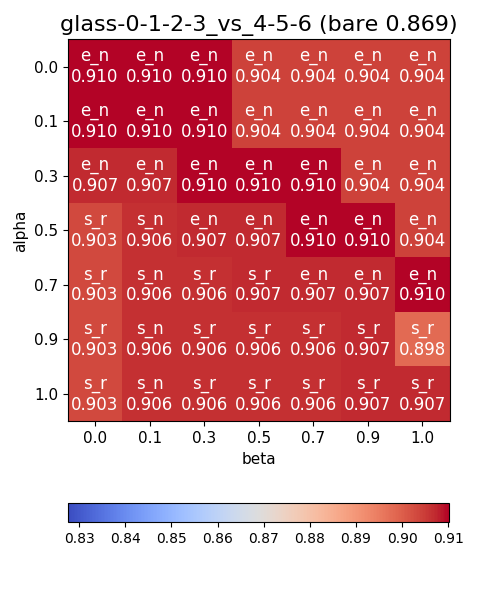 glass-0-1-2-3_vs_4-5-6 (bare 0.869)
e_n e_n e_n e_n e_n e_n e_n
0.0 0.910 0.910 0.910 0.904 0.904 0.904 0.904
e_n e_n e_n e_n e_n e_n e_n
0.1 0.910 0.910 0.910 0.904 0.904 0.904 0.904
e_n e_n e_n e_n e_n e_n e_n
0.3 0.907 0.907 0.910 0.910 0.910 0.904 0.904
s_r s_n e_n e_n e_n e_n e_n
0.5 0.903 0.906 0.907 0.907 0.910 0.910 0.904
s_r s_n s_r s_r e_n e_n e_n
0.7 0.903 0.906 0.906 0.907 0.907 0.907 0.910
s_r s_n s_r s_r s_r s_r s_r
0.9 0.903 0.906 0.906 0.906 0.906 0.907 0.898
s_r s_n s_r s_r s_r s_r s_r
1.0 0.903 0.906 0.906 0.906 0.906 0.907 0.907
alpha
0.0 0.1 0.3 0.5 0.7 0.9 1.0
beta
0.83 0.84 0.85 0.86 0.87 0.88 0.89 0.90 0.91